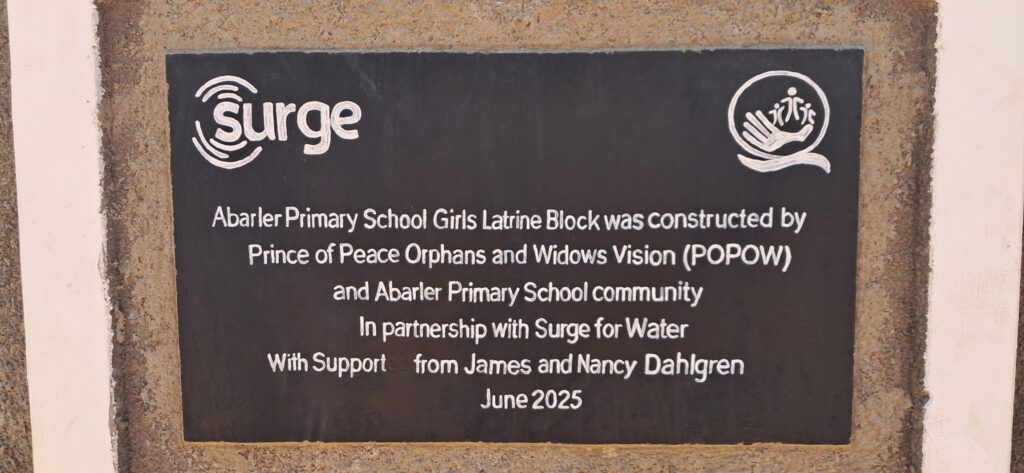 surge
Abarler Primary School Girls Latrine Block was constructed by
Prince of Peace Orphans and Widows Vision (POPOW)
and Abarler Primary School community
In partnership with Surge for Water
With Support from James and Nancy Dahlgren
June 2025